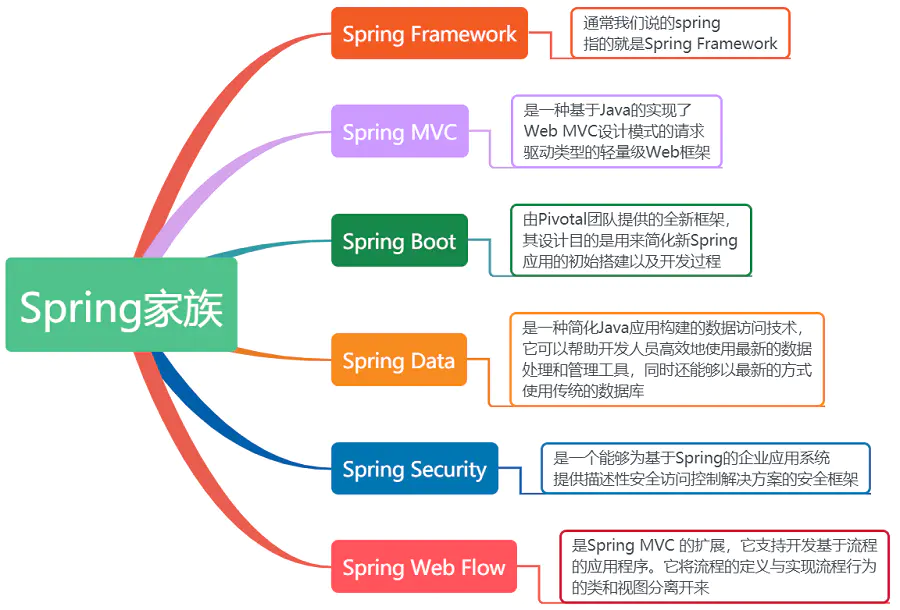 Spring家族
Spring Framework
通常我们说的spring
指的就是Spring Framework
Spring MVC
是一种基于Java的实现了
Web MVC设计模式的请求
驱动类型的轻量级Web框架
Spring Boot
由Pivotal团队提供的全新框架，
其设计目的是用来简化新Spring
应用的初始搭建以及开发过程
Spring Data
是一种简化Java应用构建的数据访问技术，
它可以帮助开发人员高效地使用最新的数据
处理和管理工具，同时还能够以最新的方式
使用传统的数据库
Spring Security
是一个能够为基于Spring的企业应用系统
提供描述性安全访问控制解决方案的安全框架
Spring Web Flow
是Spring MVC 的扩展，它支持开发基于流程
的应用程序。它将流程的定义与实现流程行为
的类和视图分离开来